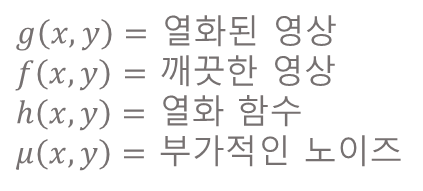 g(x, y) = 열화된 영상
f(x, y) = 깨끗한 영상
h(x, y) = 열화 함수
μ(x, y) = 부가적인 노이즈